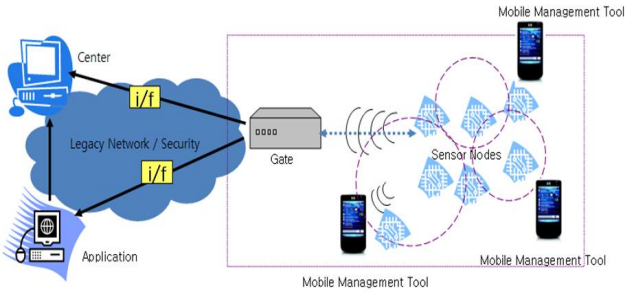 Mobile Management Tool
Center
i/f
Legacy Network / Security
Gate
Sensor Nodes
i/f
Application
Mobile Management Tool
Mobile Management Tool